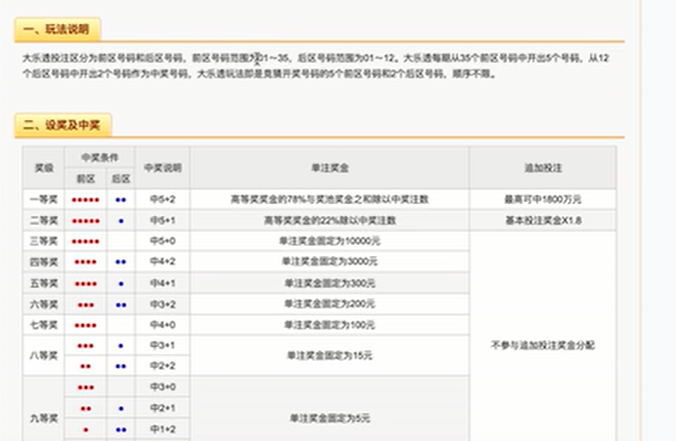 一、玩法说明
大乐透投注区分为前区号码和后区号码，前区号码范围为01～35，后区号码范围为01～12。大乐透每期从35个前区号码中开出5个号码，从12
个后区号码中开出2个号码作为中奖号码，大乐透玩法即是竞猜开奖号码的5个前区号码和2个后区号码，顺序不限。
二、设奖及中奖
奖级 中奖条件 中奖说明 单注奖金 追加投注
前区 后区
一等奖 中5+2 高等奖奖金的78%与奖池奖金之和除以中奖注数 最高可中1800万元
二等奖 中5+1 高等奖奖金的22%除以中奖注数 基本投注奖金X1.8
三等奖 中5+0 单注奖金固定为10000元
四等奖 中4+2 单注奖金固定为3000元
五等奖 中4+1 单注奖金固定为300元
六等奖 中3+2 单注奖金固定为200元
七等奖 中4+0 单注奖金固定为100元
不参与追加投注奖金分配
八等奖 中3+1 单注奖金固定为15元
中2+2
九等奖 中3+0 单注奖金固定为5元
中2+1
中1+2